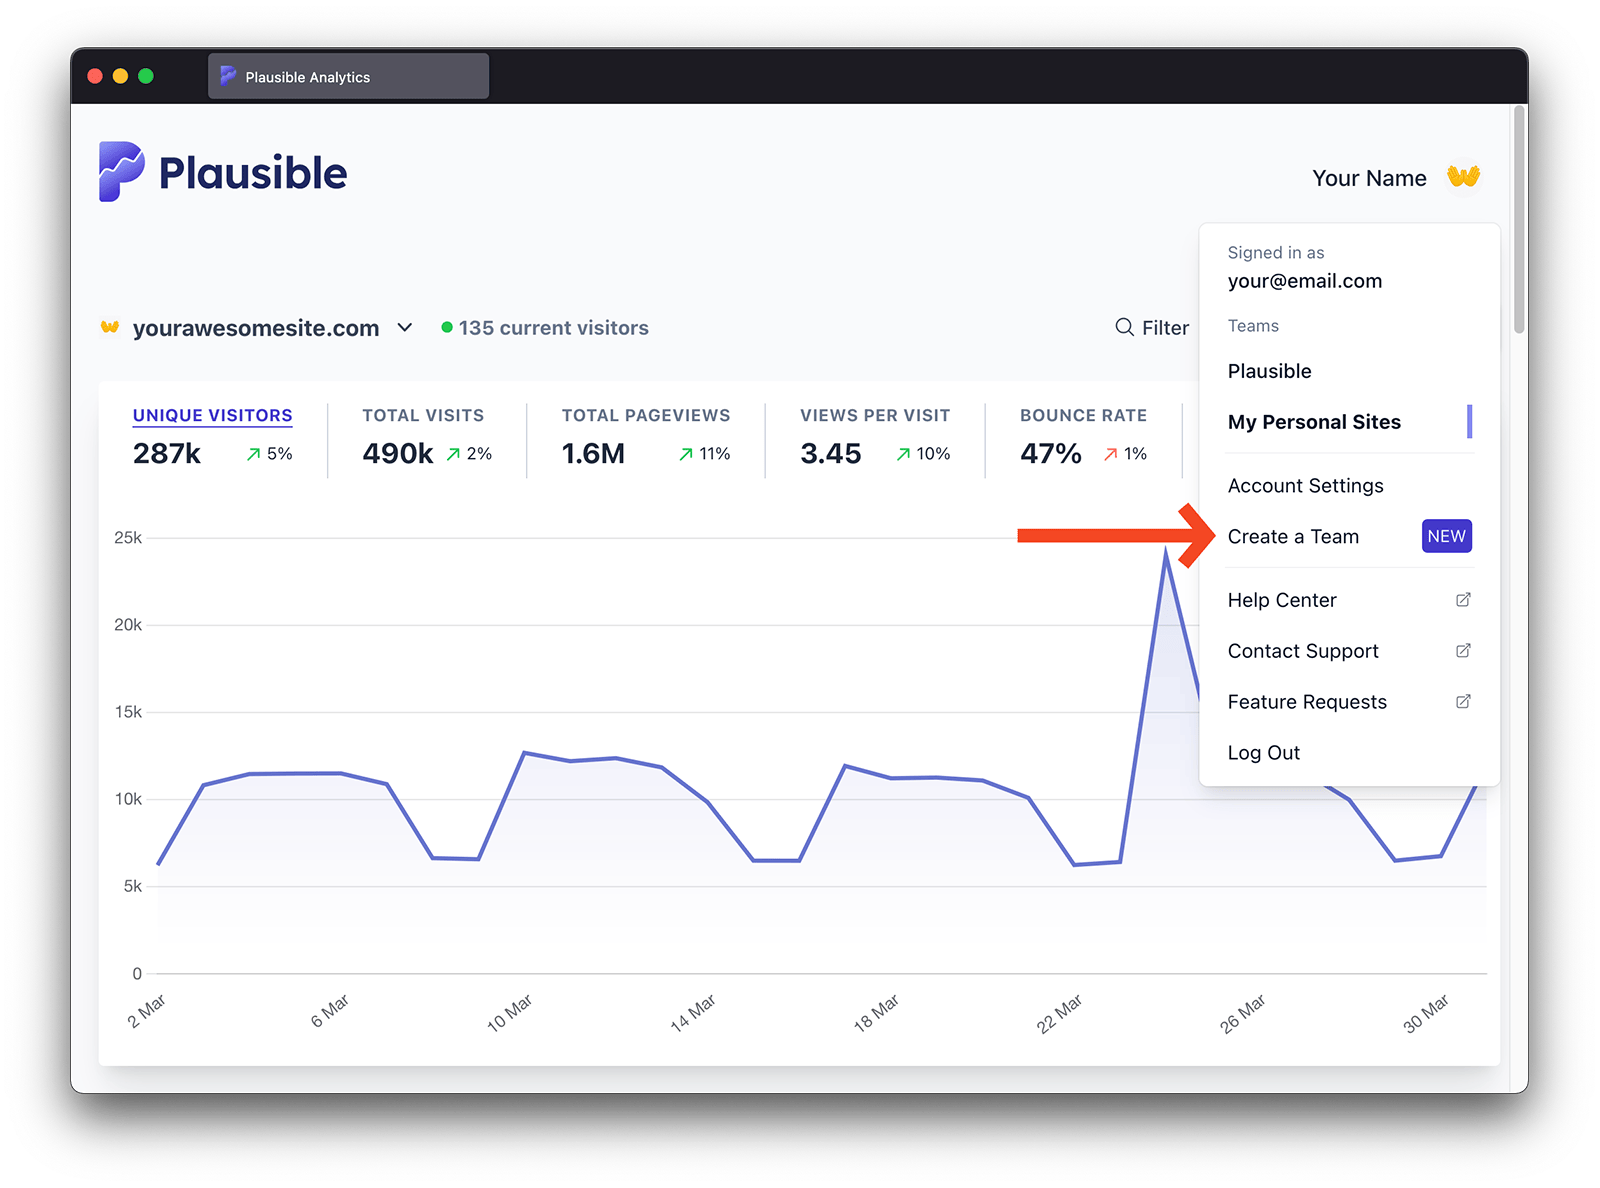 Plausible Analytics
Plausible
Your Name
Signed in as
your@email.com
Teams
Plausible
My Personal Sites
Account Settings
Create a Team NEW
Help Center
Contact Support
Feature Requests
Log Out
yourawesomesite.com 135 current visitors Filter
UNIQUE VISITORS TOTAL VISITS TOTAL PAGEVIEWS VIEWS PER VISIT BOUNCE RATE
287k 5% 490k 2% 1.6M 11% 3.45 10% 47% 1%
25k
20k
15k
10k
5k
0
2 Mar 6 Mar 10 Mar 14 Mar 18 Mar 22 Mar 26 Mar 30 Mar